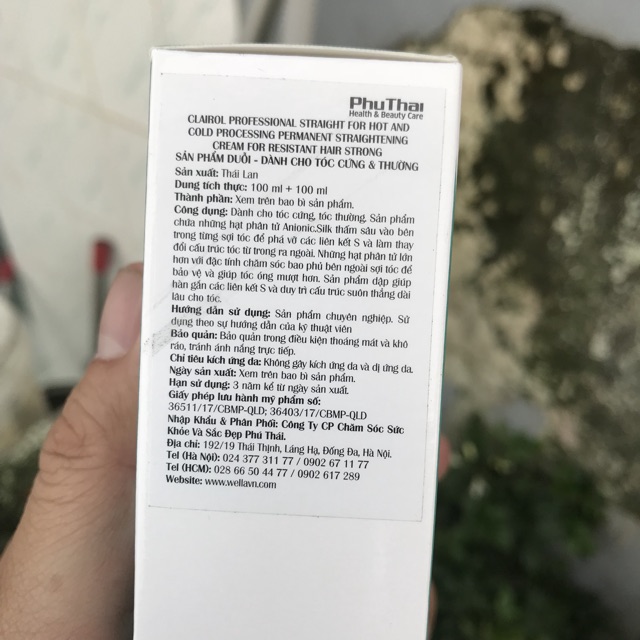 PhuThai
Health & Beauty Care
CLAIROL PROFESSIONAL STRAIGHT FOR HOT AND
COLD PROCESSING PERMANENT STRAIGHTENING
CREAM FOR RESISTANT HAIR STRONG
SẢN PHẨM DUỖI - DÀNH CHO TÓC CỨNG & THƯỜNG
Sản xuất: Thái Lan
Dung tích thực: 100 ml + 100 ml
Thành phần: Xem trên bao bì sản phẩm.
Công dụng: Dành cho tóc cứng, tóc thường. Sản phẩm
chứa những hạt phân tử Anionic.Silk thấm sâu vào bên
trong từng sợi tóc để phá vỡ các liên kết S và làm thay
đổi cấu trúc tóc từ trong ra ngoài. Những hạt phân tử lớn
hơn với đặc tính chăm sóc bao phủ bên ngoài sợi tóc để
bảo vệ và giúp tóc óng mượt hơn. Sản phẩm dập giúp
hàn gắn các liên kết S và duy trì cấu trúc suôn thẳng dài
lâu cho tóc.
Hướng dẫn sử dụng: Sản phẩm chuyên nghiệp. Sử
dụng theo sự hướng dẫn của kỹ thuật viên
Bảo quản: Bảo quản trong điều kiện thoáng mát và khô
ráo, tránh ánh nắng trực tiếp.
Chỉ tiêu kích ứng da: Không gây kích ứng da và dị ứng da.
Ngày sản xuất: Xem trên bao bì sản phẩm.
Hạn sử dụng: 3 năm kể từ ngày sản xuất.
Giấy phép lưu hành mỹ phẩm số:
36511/17/CBMP-QLD; 36403/17/CBMP-QLD
Nhập Khẩu & Phân Phối: Công Ty CP Chăm Sóc Sức
Khỏe Và Sắc Đẹp Phú Thái.
Địa chỉ: 192/19 Thái Thịnh, Láng Hạ, Đống Đa, Hà Nội.
Tel (Hà Nội): 024 377 311 77 / 0902 67 11 77
Tel (HCM): 028 66 50 44 77 / 0902 617 289
Website: www.wellavn.com